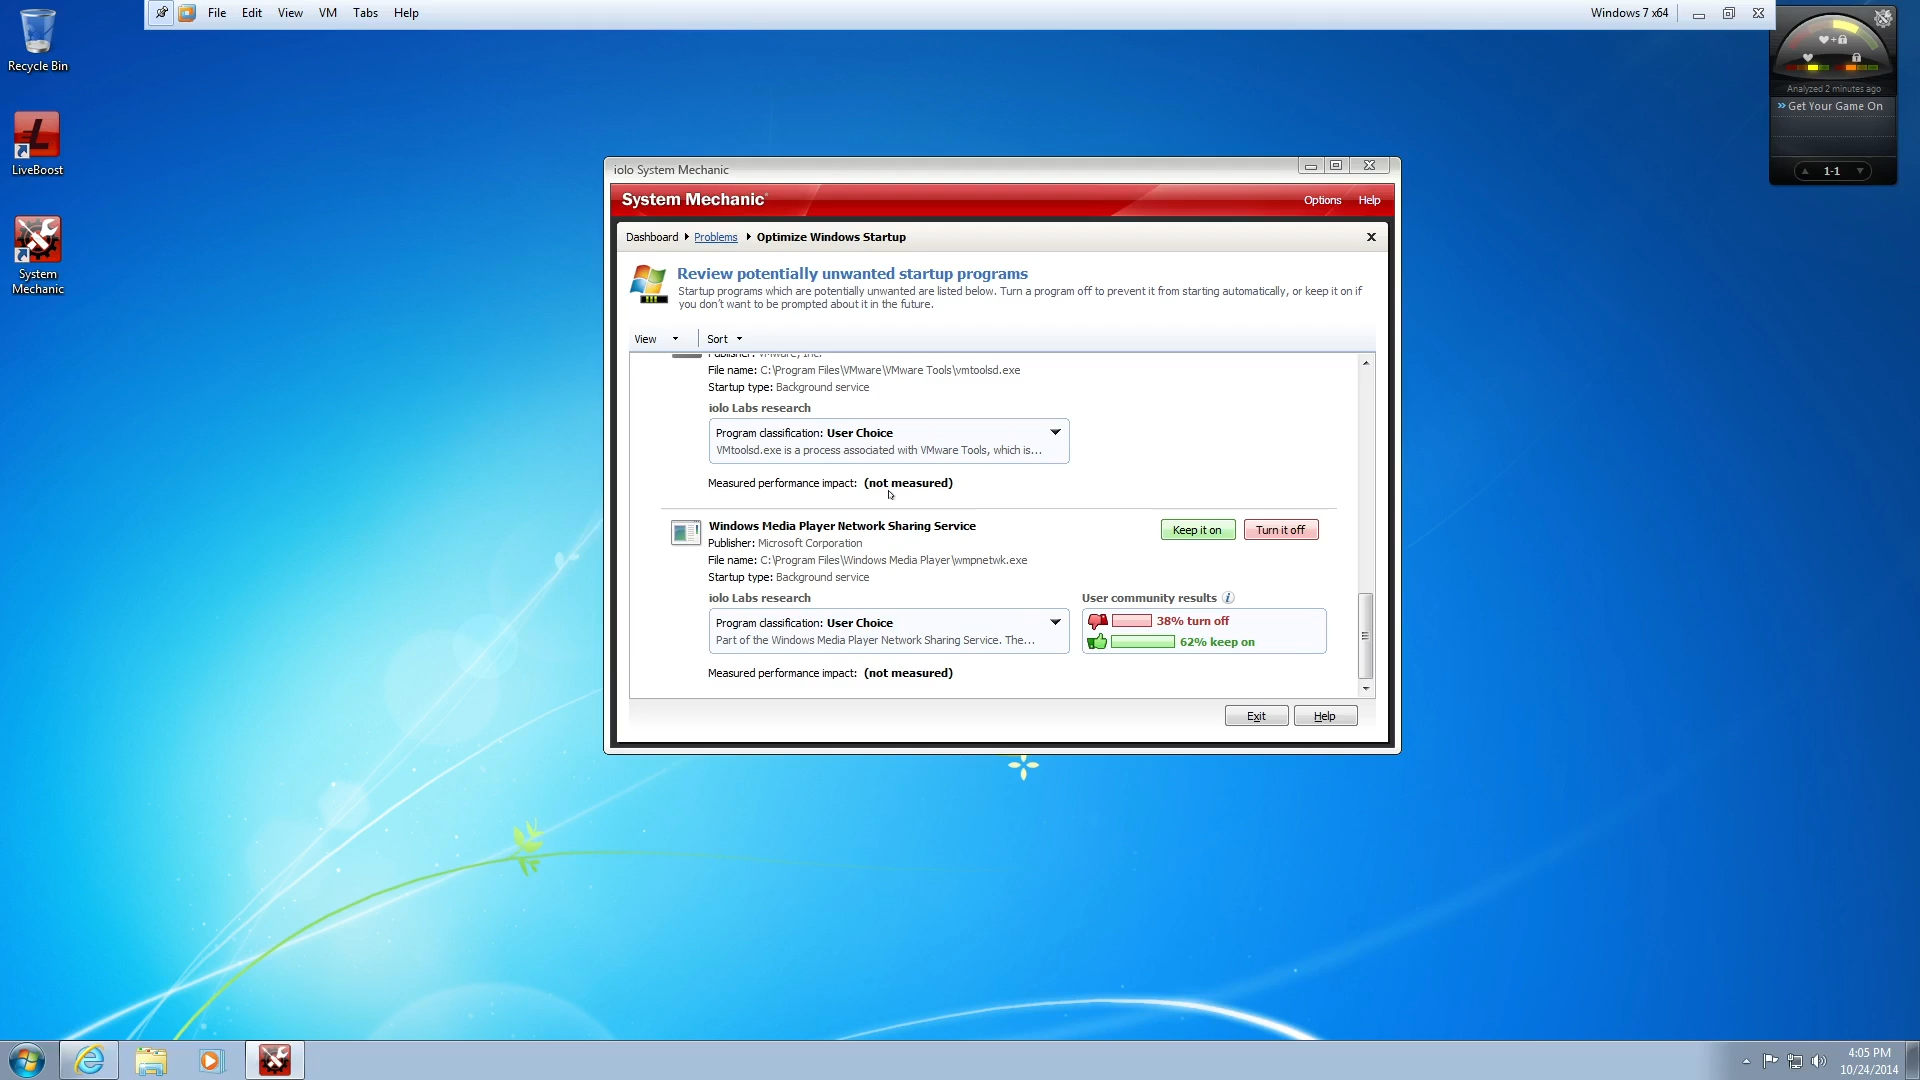 File Edit View VM Tabs Help
Windows 7 x64
Recycle Bin
LiveBoost
System
Mechanic
Analyzed 2 minutes ago
» Get Your Game On
1-1
iolo System Mechanic
System Mechanic
Options Help
Dashboard Problems Optimize Windows Startup
X
Review potentially unwanted startup programs
Startup programs which are potentially unwanted are listed below. Turn a program off to prevent it from starting automatically, or keep it on if
you don't want to be prompted about it in the future.
View Sort
Publisher: VMware, Inc.
File name: C:\Program Files\VMware\VMware Tools\vmtoolsd.exe
Startup type: Background service
iolo Labs research
Program classification: User Choice
VMtoolsd.exe is a process associated with VMware Tools, which is...
Measured performance impact: (not measured)
Windows Media Player Network Sharing Service
Keep it on Turn it off
Publisher: Microsoft Corporation
File name: C:\Program Files\Windows Media Player\wmpnetwk.exe
Startup type: Background service
iolo Labs research
User community results i
Program classification: User Choice
Part of the Windows Media Player Network Sharing Service. The...
38% turn off
62% keep on
Measured performance impact: (not measured)
Exit Help
4:05 PM
10/24/2014